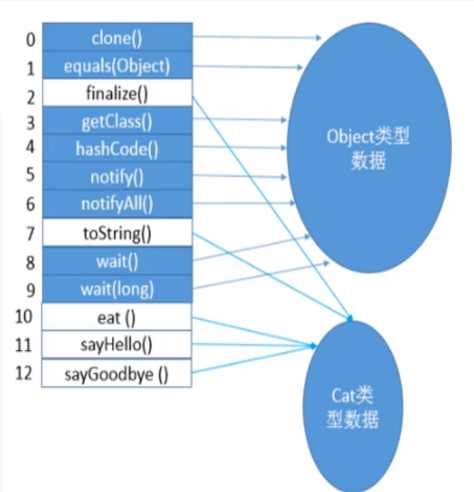 0 clone()
1 equals(Object)
2 finalize()
3 getClass()
4 hashCode()
5 notify()
6 notifyAll()
7 toString()
8 wait()
9 wait(long)
10 eat ()
11 sayHello()
12 sayGoodbye ()
Object类型
数据
Cat类
型数据